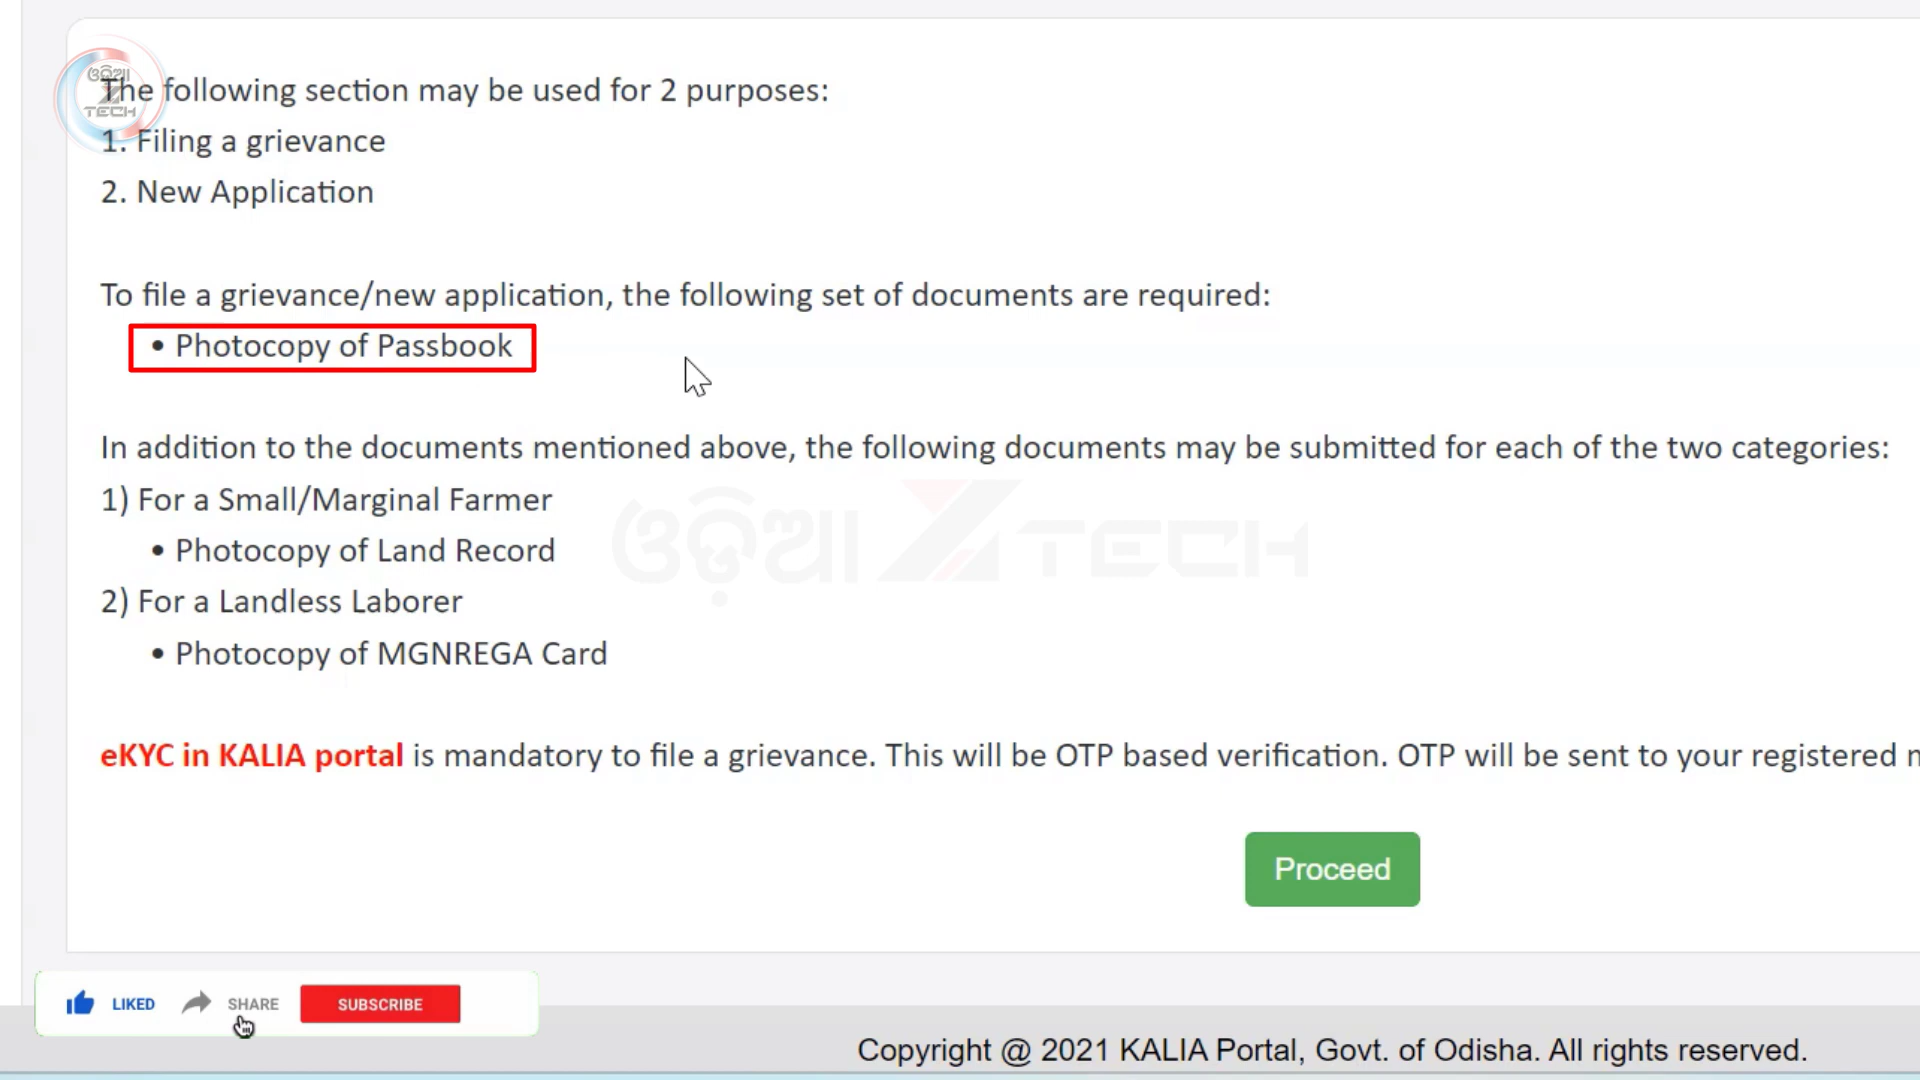 ଓଡ଼ିଆ
Z
TECH
The following section may be used for 2 purposes:
1. Filing a grievance
2. New Application
To file a grievance/new application, the following set of documents are required:
• Photocopy of Passbook
In addition to the documents mentioned above, the following documents may be submitted for each of the two categories:
1) For a Small/Marginal Farmer
• Photocopy of Land Record
ଓଡ଼ିଆ Z TECH
2) For a Landless Laborer
• Photocopy of MGNREGA Card
eKYC in KALIA portal is mandatory to file a grievance. This will be OTP based verification. OTP will be sent to your registered
Proceed
LIKED SHARE SUBSCRIBE
Copyright @ 2021 KALIA Portal, Govt. of Odisha. All rights reserved.